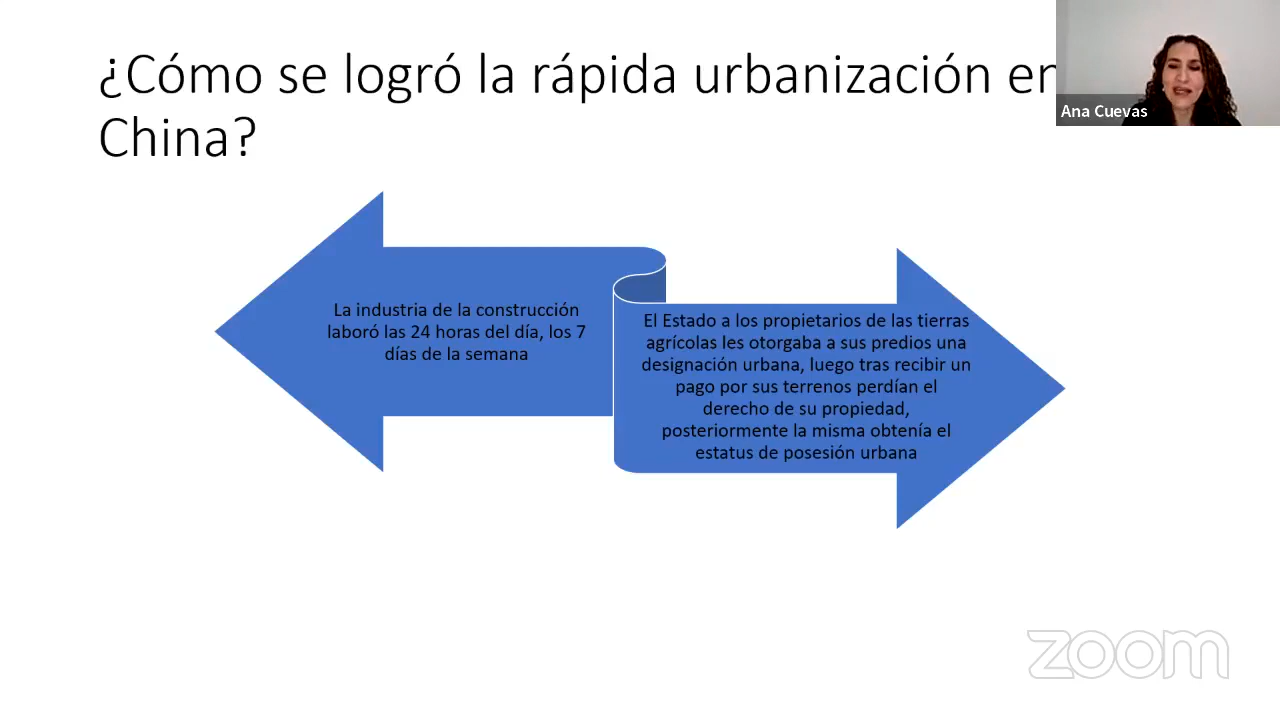 ¿Cómo se logró la rápida urbanización en
China?
Ana Cuevas
La industria de la construcción
laboró las 24 horas del día, los 7
días de la semana
El Estado a los propietarios de las tierras
agrícolas les otorgaba a sus predios una
designación urbana, luego tras recibir un
pago por sus terrenos perdían el
derecho de su propiedad,
posteriormente la misma obtenía el
estatus de posesión urbana
zoom